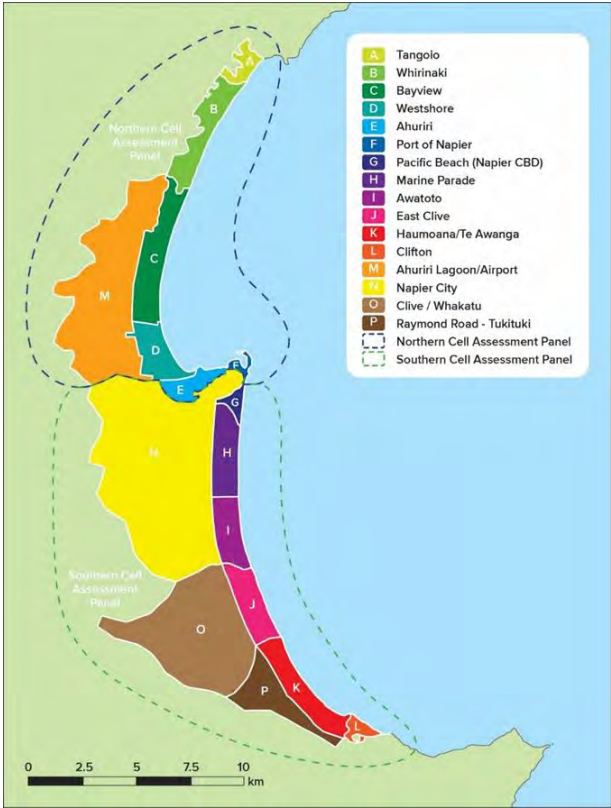 A Tangoio
B Whirinaki
C Bayview
D Westshore
E Ahuriri
F Port of Napier
G Pacific Beach (Napier CBD)
H Marine Parade
I Awatoto
J East Clive
K Haumoana/Te Awanga
L Clifton
M Ahuriri Lagoon/Airport
N Napier City
O Clive / Whakatu
P Raymond Road - Tukituki
Northern Cell Assessment Panel
Southern Cell Assessment Panel
A
B
Northern Cell
Assessment
Panel
C
M
D
F
E
G
N
H
I
Southern Cell
Assessment
Panel
J
O
K
P
L
0 2.5 5 7.5 10
km